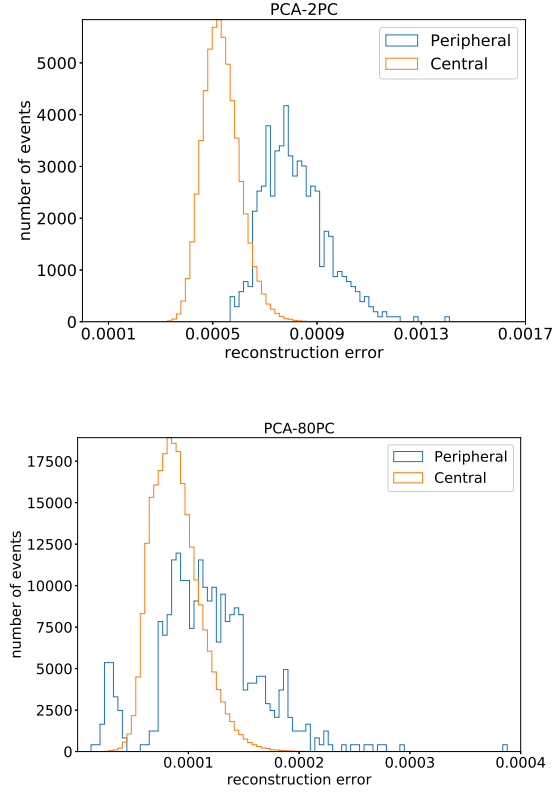 PCA-2PC
Peripheral
Central
5000
4000
3000
2000
1000
0
number of events
0.0001 0.0005 0.0009 0.0013 0.0017
reconstruction error
PCA-80PC
Peripheral
Central
17500
15000
12500
10000
7500
5000
2500
0
number of events
0.0001 0.0002 0.0003 0.0004
reconstruction error